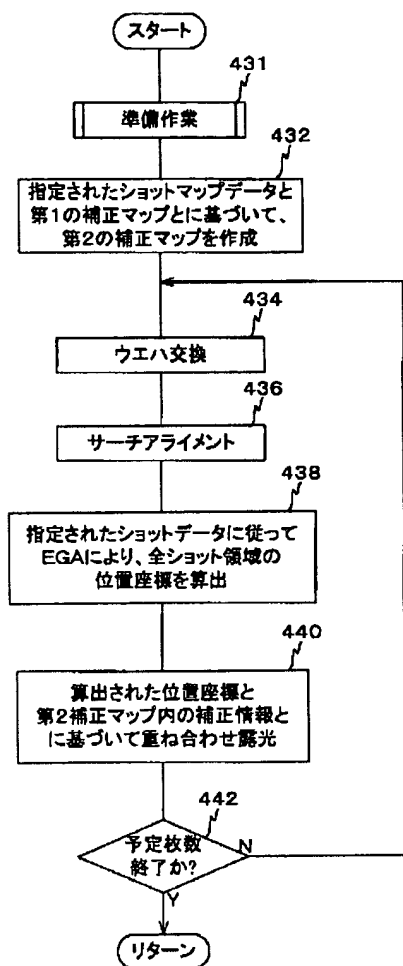 スタート
431
準備作業
432
指定されたショットマップデータと
第1の補正マップとに基づいて、
第2の補正マップを作成
434
ウエハ交換
436
サーチアライメント
438
指定されたショットデータに従って
EGAにより、全ショット領域の
位置座標を算出
440
算出された位置座標と
第2補正マップ内の補正情報と
に基づいて重ね合わせ露光
442
予定枚数
終了か?
N
Y
リターン